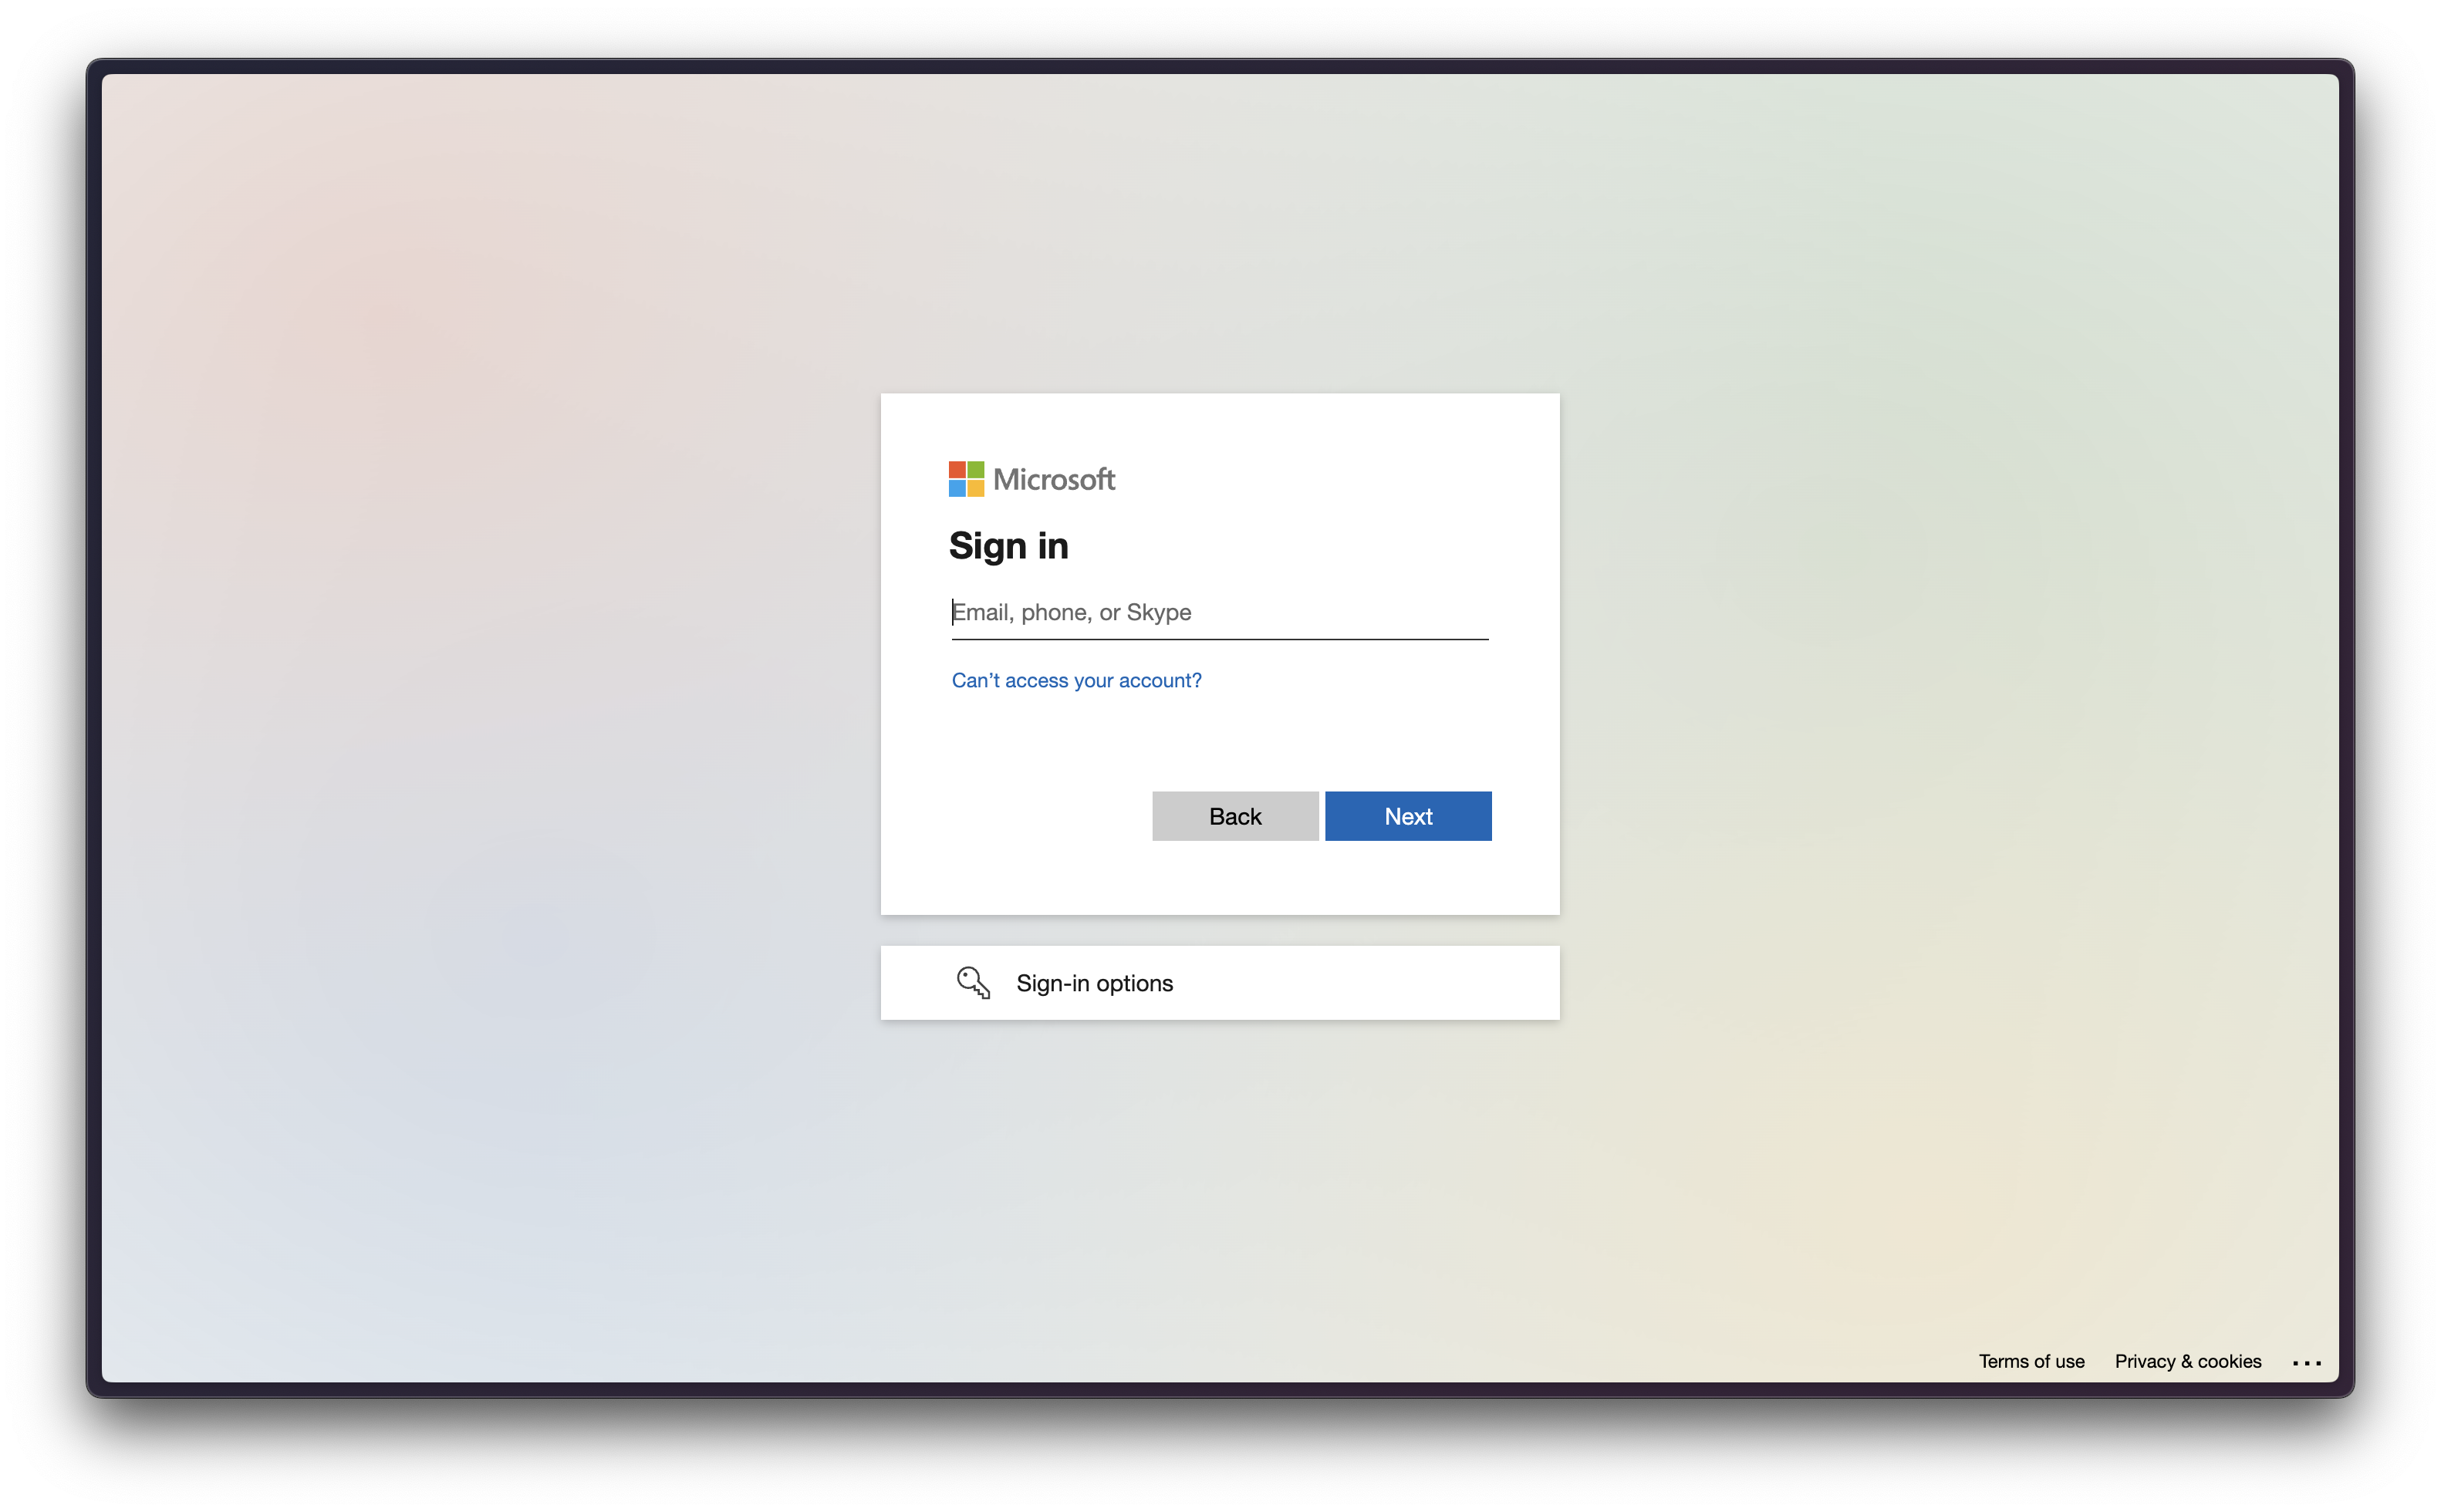 Microsoft
Sign in
Email, phone, or Skype
Can’t access your account?
Back
Next
Sign-in options
Terms of use
Privacy & cookies
...